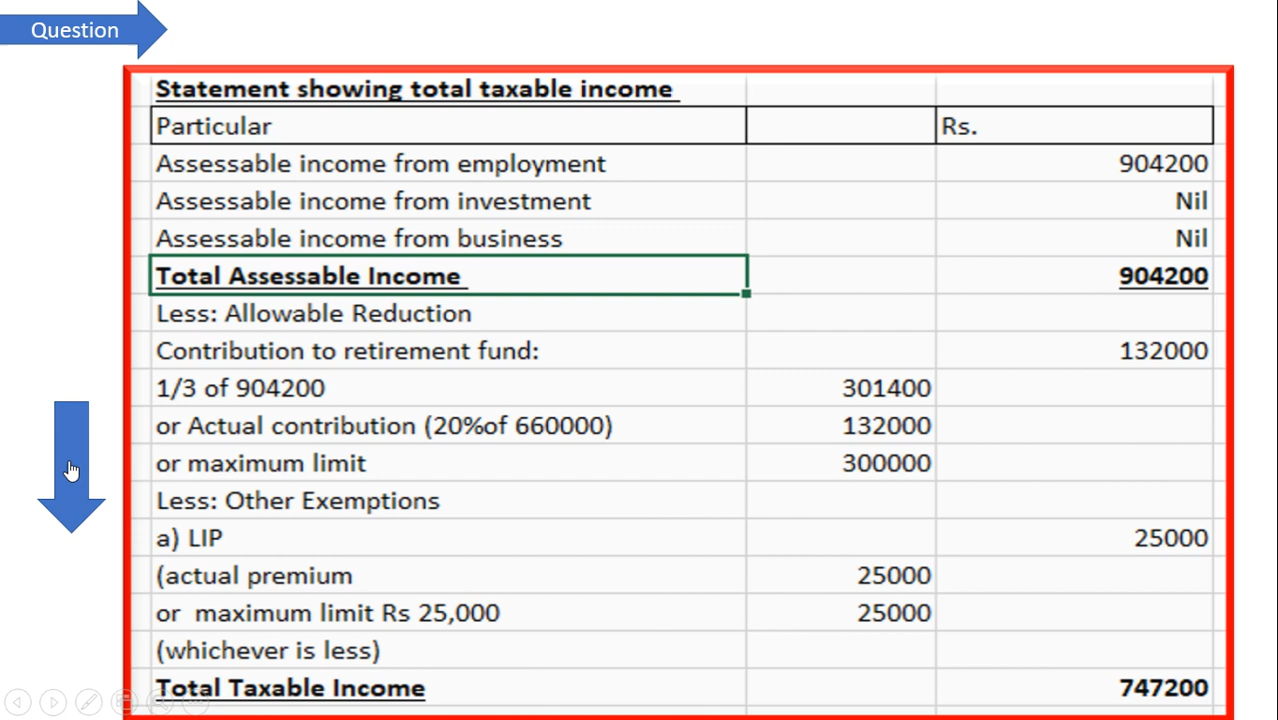 Question
Statement showing total taxable income
Particular Rs.
Assessable income from employment 904200
Assessable income from investment Nil
Assessable income from business Nil
Total Assessable Income 904200
Less: Allowable Reduction
Contribution to retirement fund: 132000
1/3 of 904200 301400
or Actual contribution (20%of 660000) 132000
or maximum limit 300000
Less: Other Exemptions
a) LIP 25000
(actual premium 25000
or  maximum limit Rs 25,000 25000
(whichever is less)
Total Taxable Income 747200